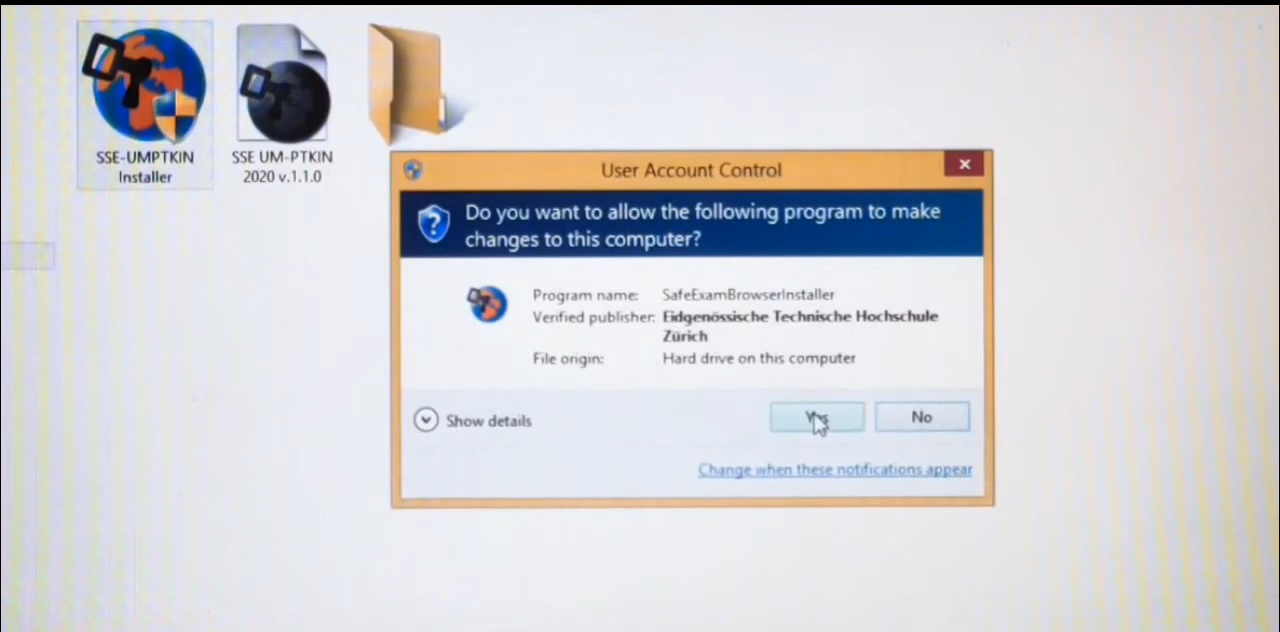 SSE-UMPTKIN
Installer
SSE UM-PTKIN
2020 v.1.1.0
User Account Control
Do you want to allow the following program to make
changes to this computer?
Program name: SafeExamBrowserInstaller
Verified publisher: Eidgenössische Technische Hochschule
Zürich
File origin: Hard drive on this computer
Show details
Yes
No
Change when these notifications appear